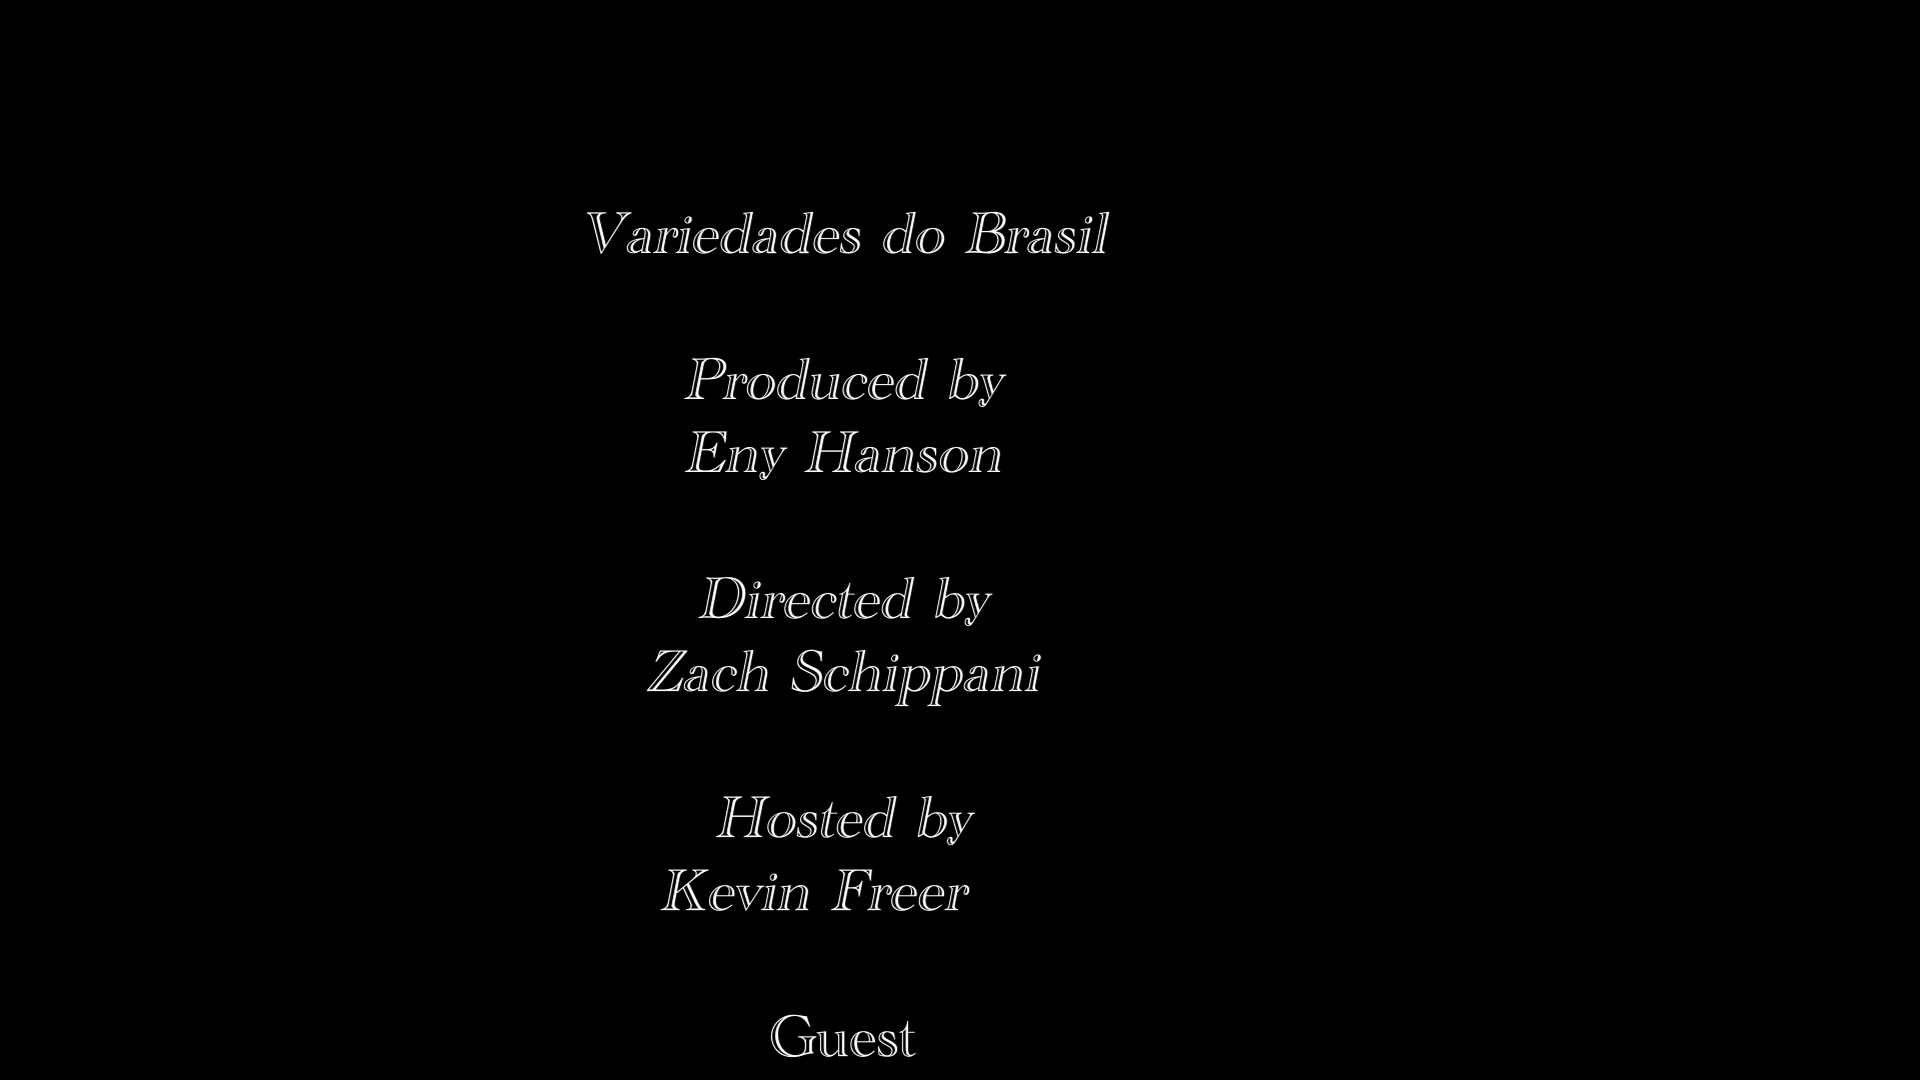 Variedades do Brasil
Produced by
Eny Hanson
Directed by
Zach Schippani
Hosted by
Kevin Freer
Guest